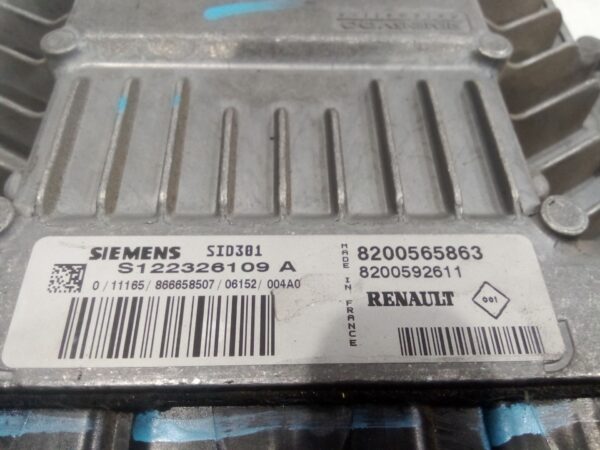 SIEMENS SID301
S122326109 A
0 / 11165 / 866658507 / 06152 / 004A0
MADE IN FRANCE
8200565863
8200592611
RENAULT 001